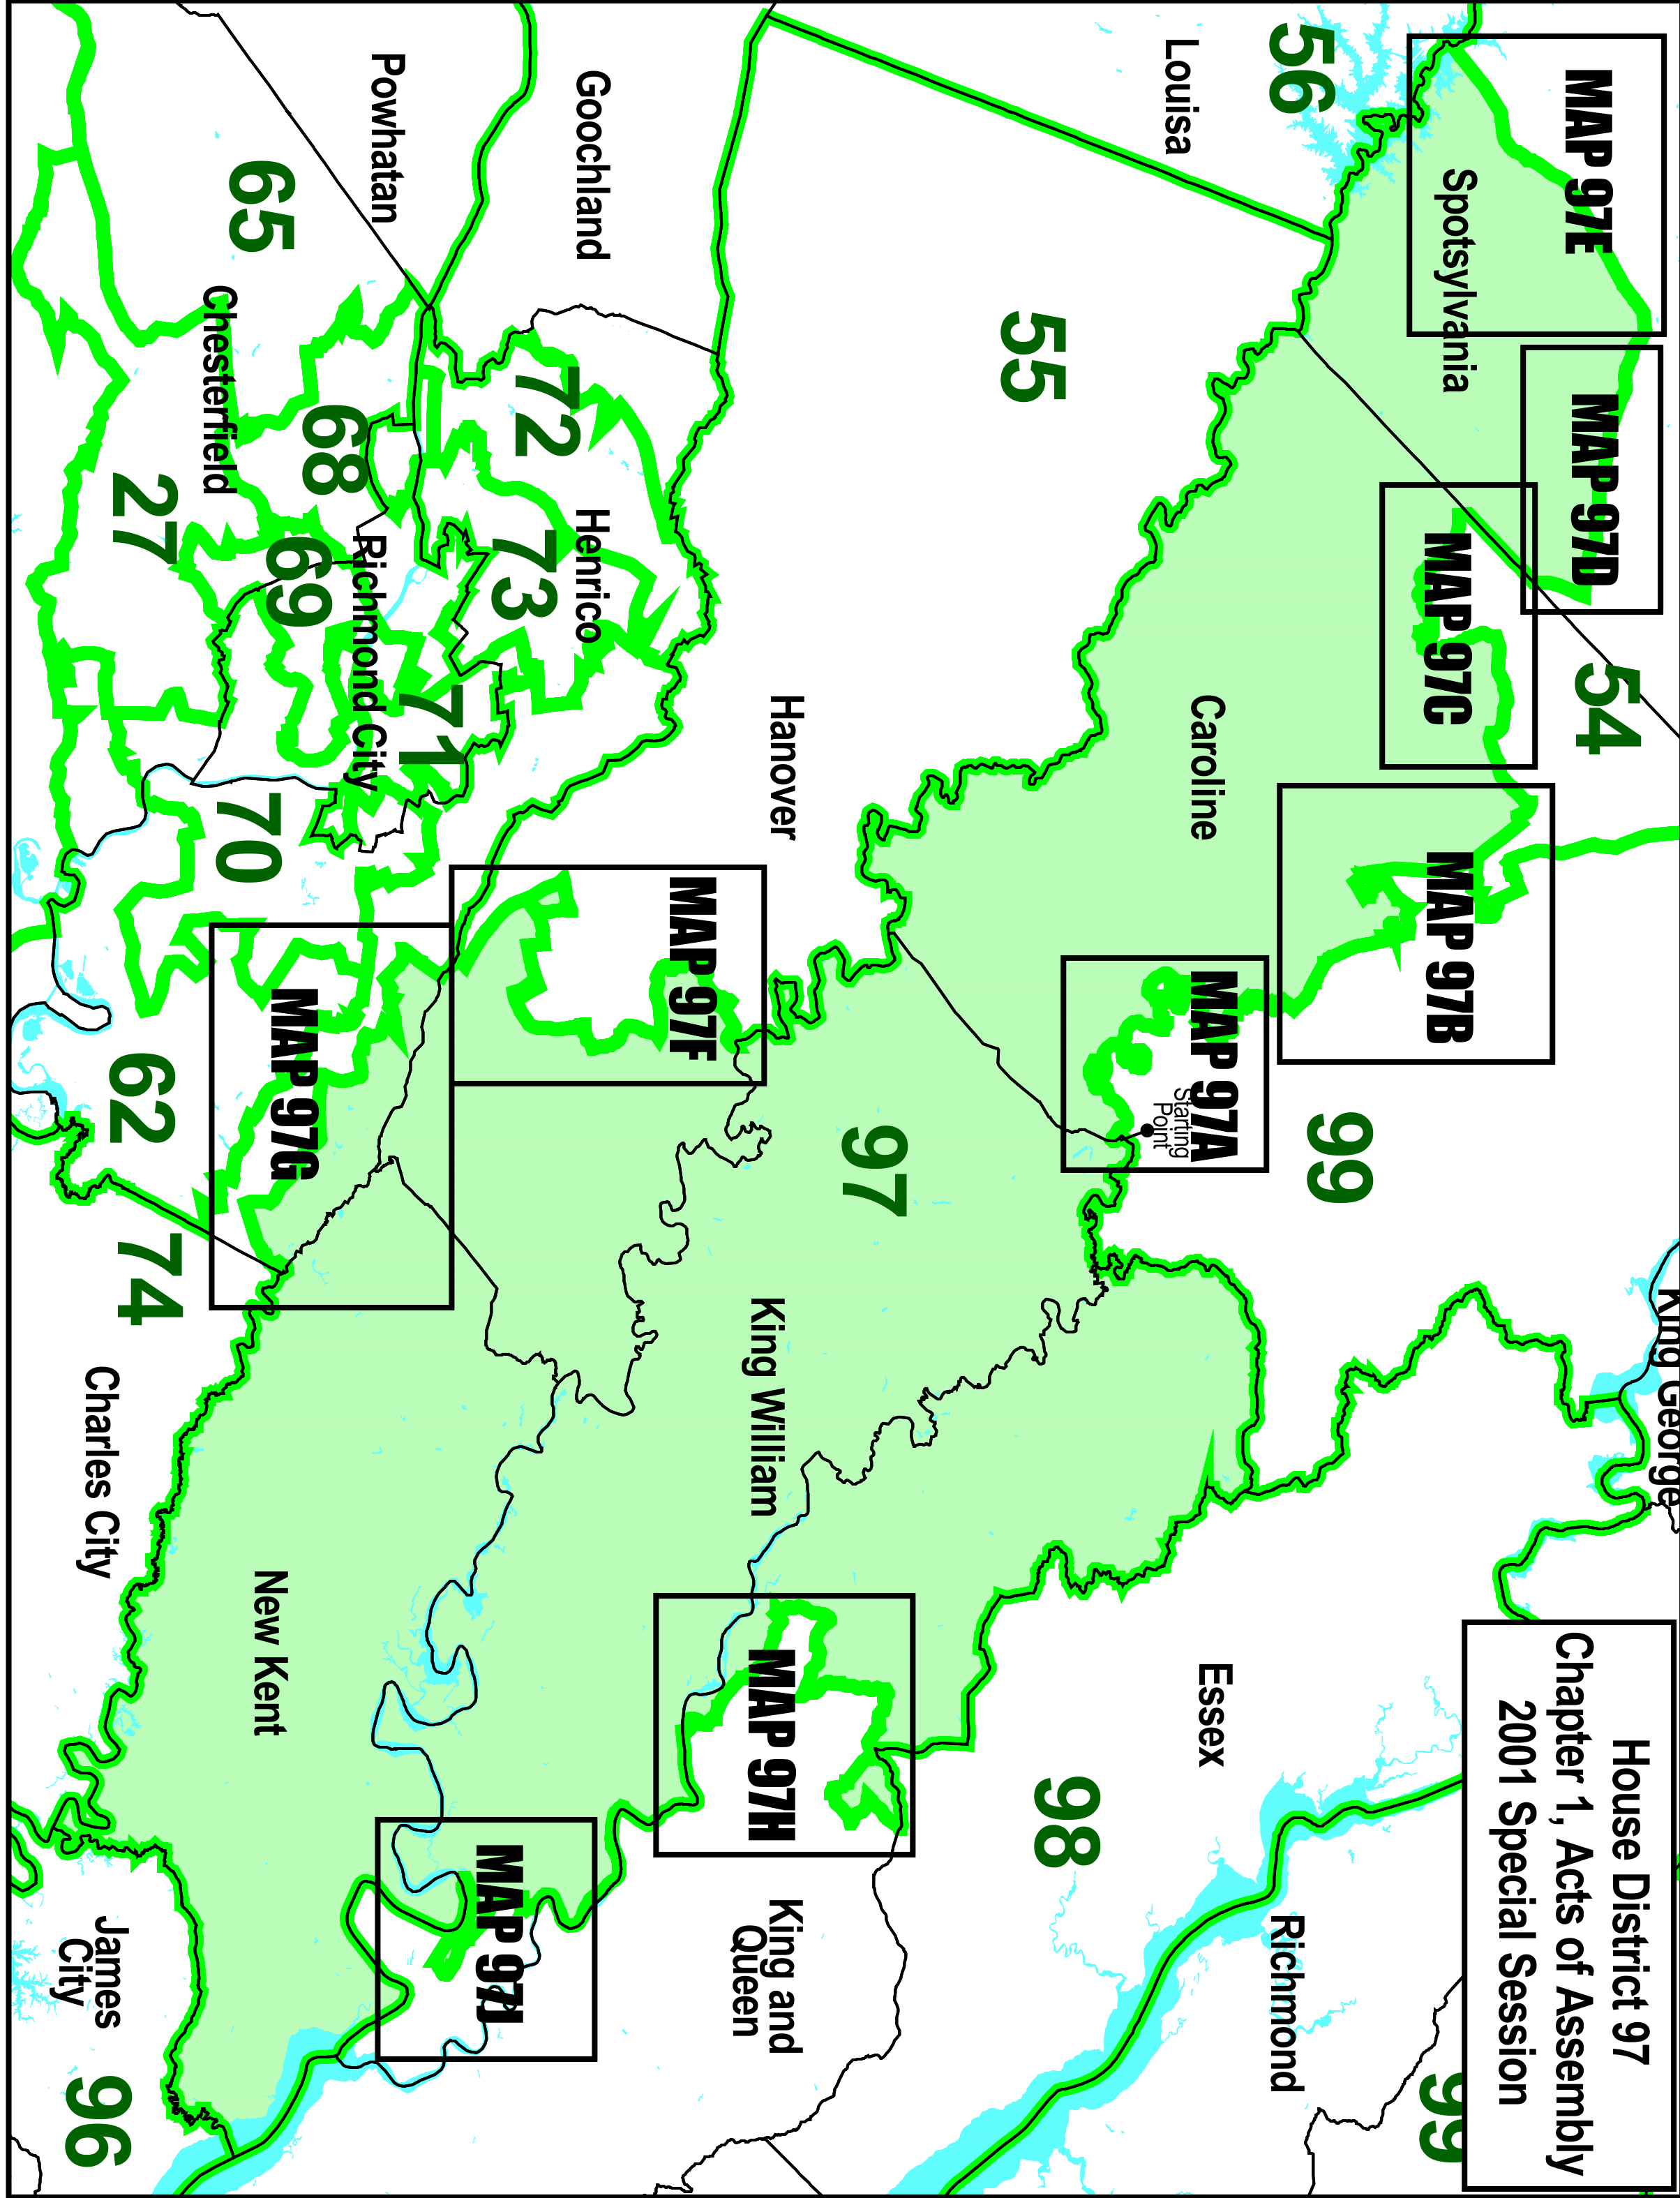 King George
House District 97
Chapter 1, Acts of Assembly
2001 Special Session
MAP 97E
MAP 97D
54
Spotsylvania
MAP 97C
MAP 97B
99
99
56
Richmond
MAP 97A
Starting
Point
Caroline
Essex
Louisa
98
55
97
Hanover
King William
King and
Queen
MAP 97H
MAP 97F
Goochland
Henrico
72
73
MAP 97I
71
Powhatan
Richmond City
68
69
MAP 97G
New Kent
65
70
Chesterfield
27
62
74
Charles City
James
City
96